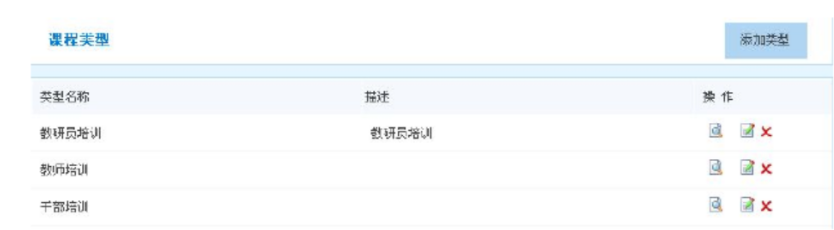 课程类型 添加类型
类型名称 描述 操 作
教研员培训 教研员培训
教师培训
干部培训